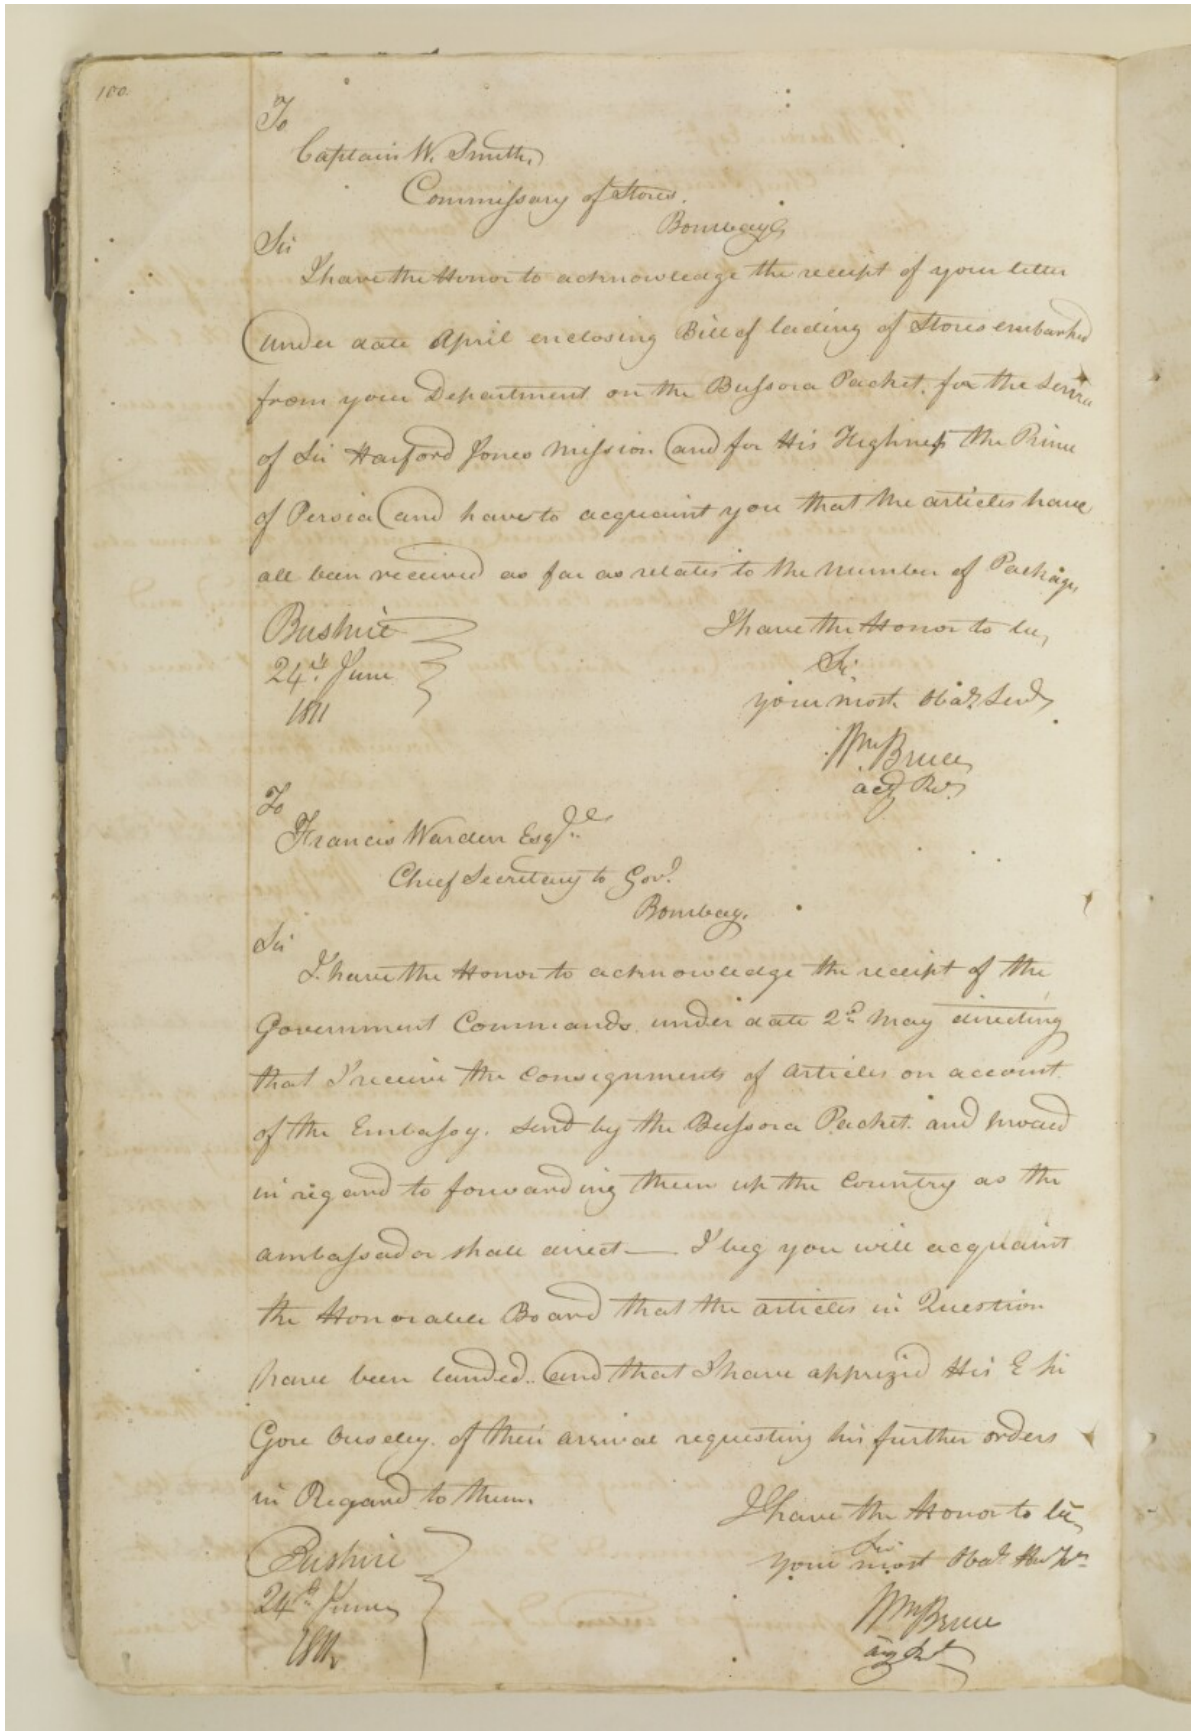 100.
To
Captain W. Smith,
Commissary of Stores.
Bombay
Sir
I have the Honor to acknowledge the receipt of your letter
under date April enclosing Bill of lading of Stores embarked
from your Department on the Bussora Packet. for the Service
of Sir Harford Jones Mission and for His Highness the Prince
of Persia and have to acquaint you that the articles have
all been received as far as relates to the number of Packages
Bushire
I have the Honor to be,
24th June
Sir
1811
your most Obdt Servt
Wm Bruce
actg Rt
To
Francis Warden Esqre
Chief Secretary to Govt
Bombay.
Sir
I have the Honor to acknowledge the receipt of the
Government Commands. under date 2nd May directing
that I receive the Consignments of Articles on account
of the Embassy. send by the Bussora Packet. and proceed
in regard to forwarding them up the Country as the
ambassador shall direct — I beg you will acquaint
the Honorable Board that the articles in Question
have been landed.. and that I have apprized His E Sir
Gore Ouseley. of their arrival requesting his further orders
in Regard to them.
I have the Honor to be
Bushire
Sir
your most Obdt
24th June
1811
Wm Bruce